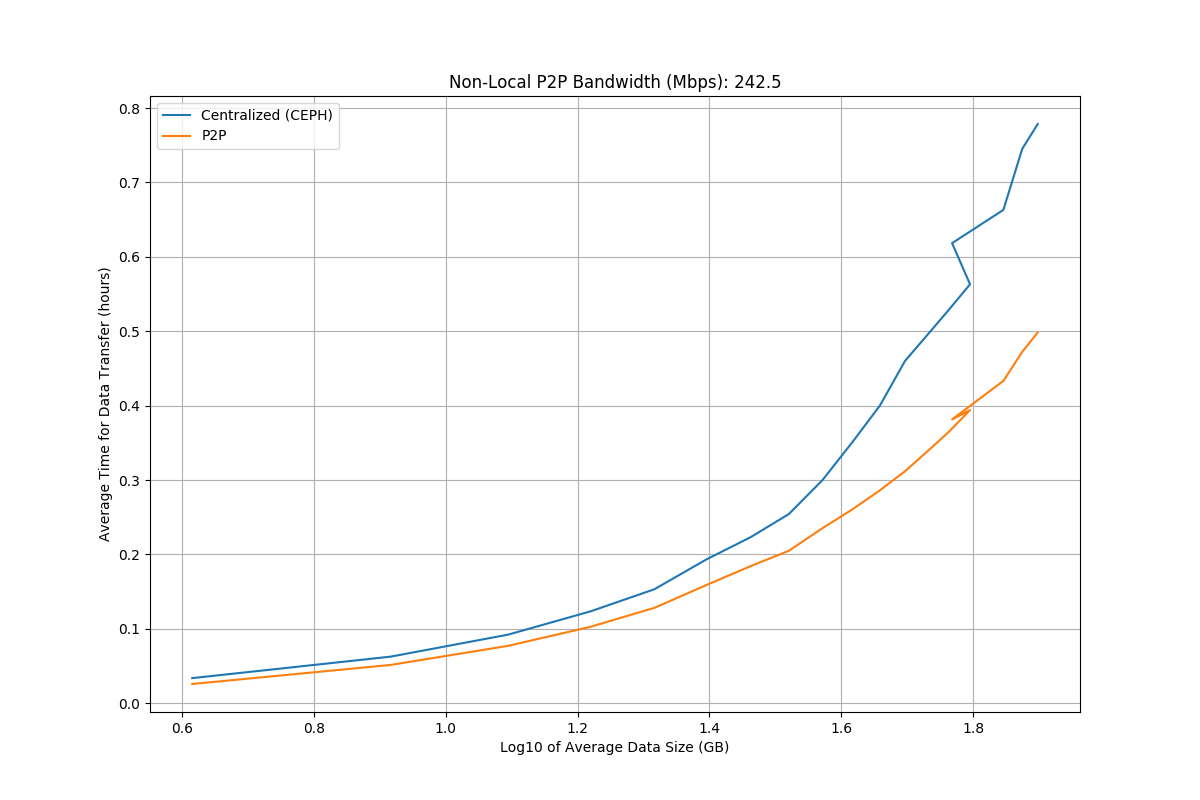 Non-Local P2P Bandwidth (Mbps): 242.5
Centralized (CEPH)
P2P
Average Time for Data Transfer (hours)
0.8
0.7
0.6
0.5
0.4
0.3
0.2
0.1
0.0
0.6 0.8 1.0 1.2 1.4 1.6 1.8
Log10 of Average Data Size (GB)